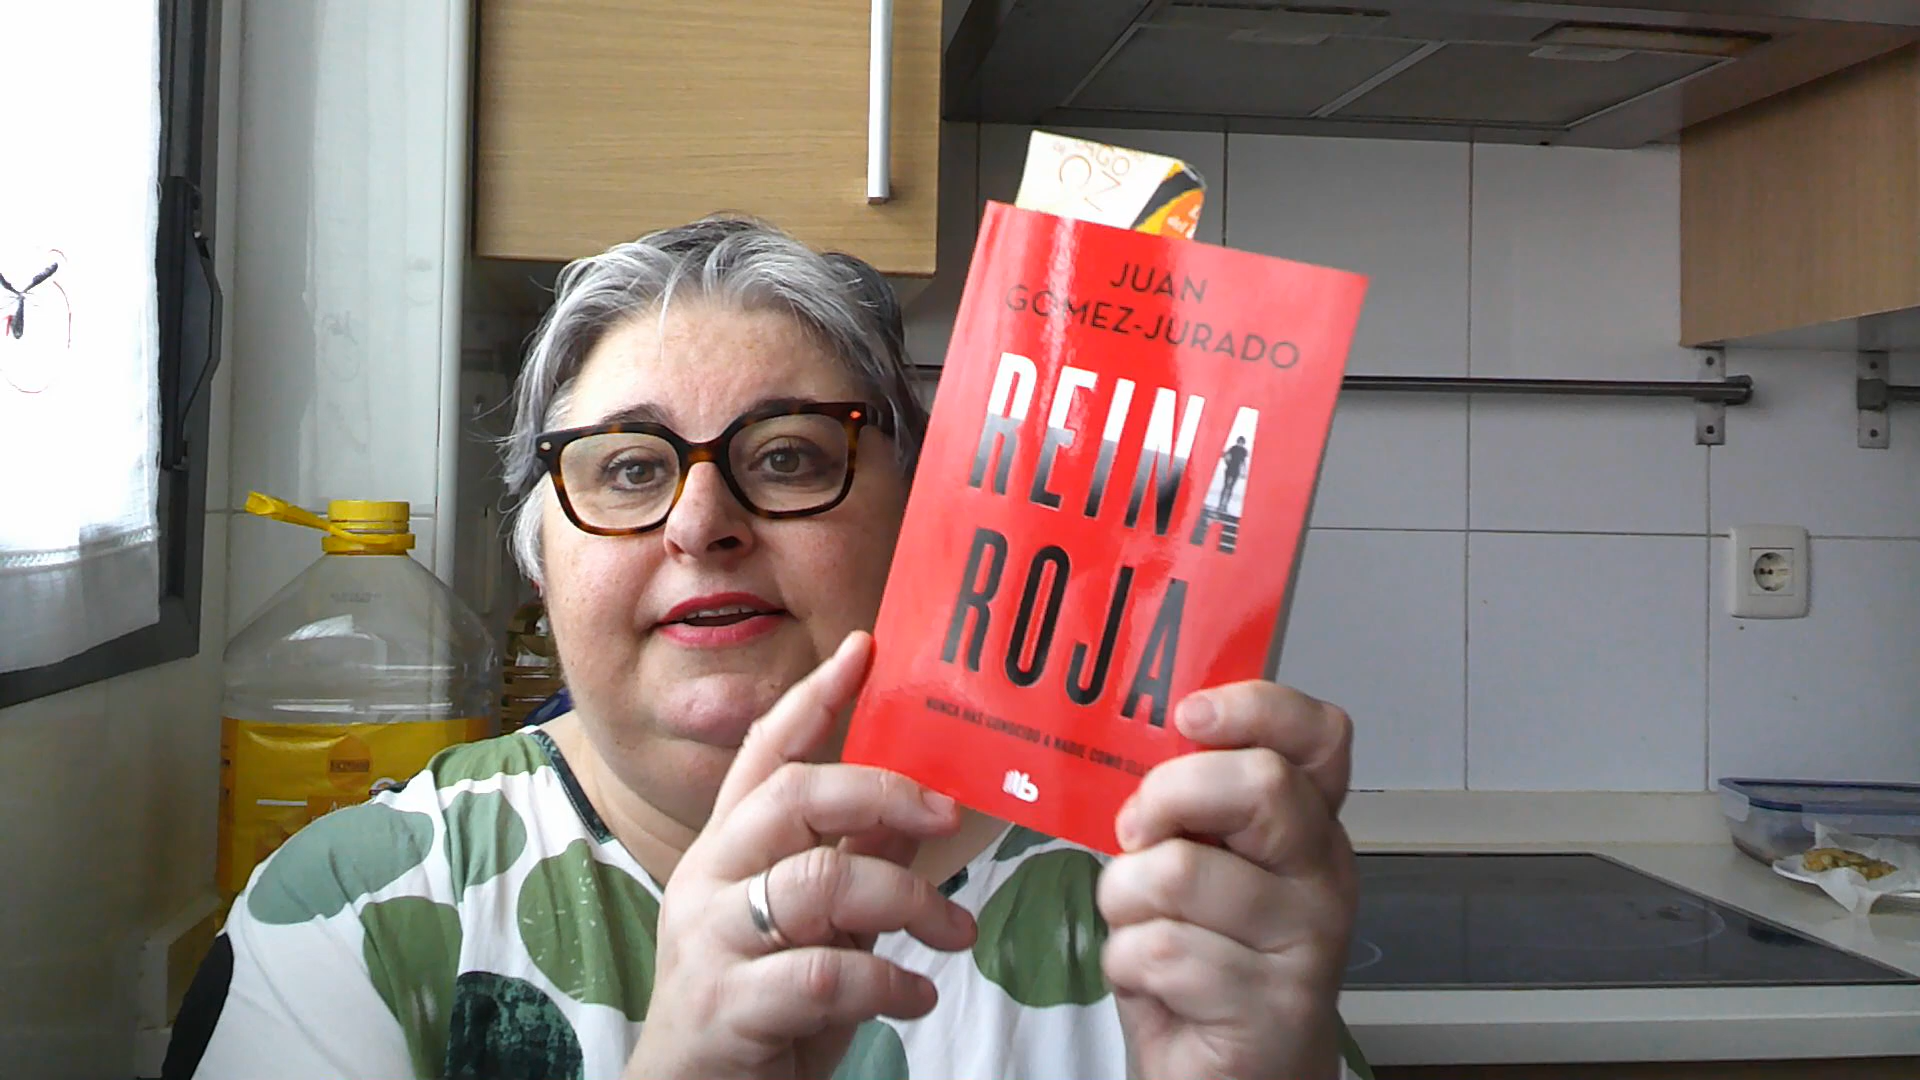 JUAN
GÓMEZ-JURADO
REINA
ROJA
NUNCA HAS CONOCIDO A NADIE COMO ELLA
b